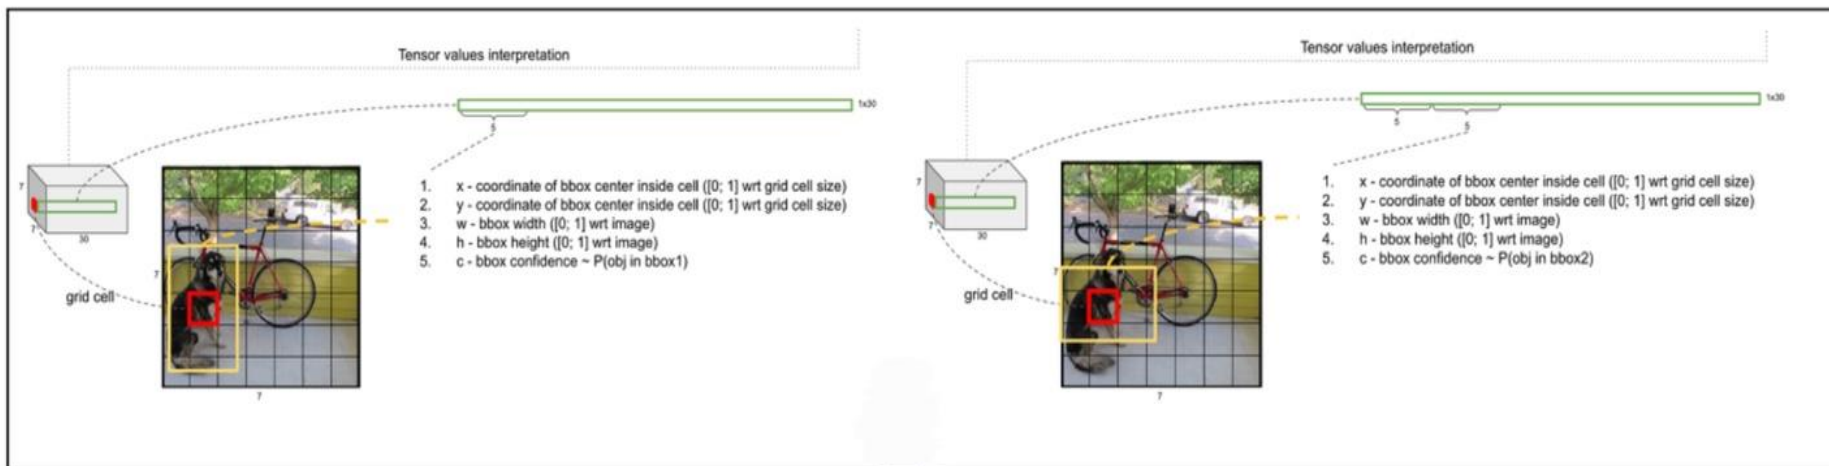 Tensor values interpretation
1x30
5
7
7
30
1. x - coordinate of bbox center inside cell ([0; 1] wrt grid cell size)
2. y - coordinate of bbox center inside cell ([0; 1] wrt grid cell size)
3. w - bbox width ([0; 1] wrt image)
4. h - bbox height ([0; 1] wrt image)
5. c - bbox confidence ~ P(obj in bbox1)
7
grid cell
7
Tensor values interpretation
1x30
5
5
7
7
30
1. x - coordinate of bbox center inside cell ([0; 1] wrt grid cell size)
2. y - coordinate of bbox center inside cell ([0; 1] wrt grid cell size)
3. w - bbox width ([0; 1] wrt image)
4. h - bbox height ([0; 1] wrt image)
5. c - bbox confidence ~ P(obj in bbox2)
7
grid cell
7